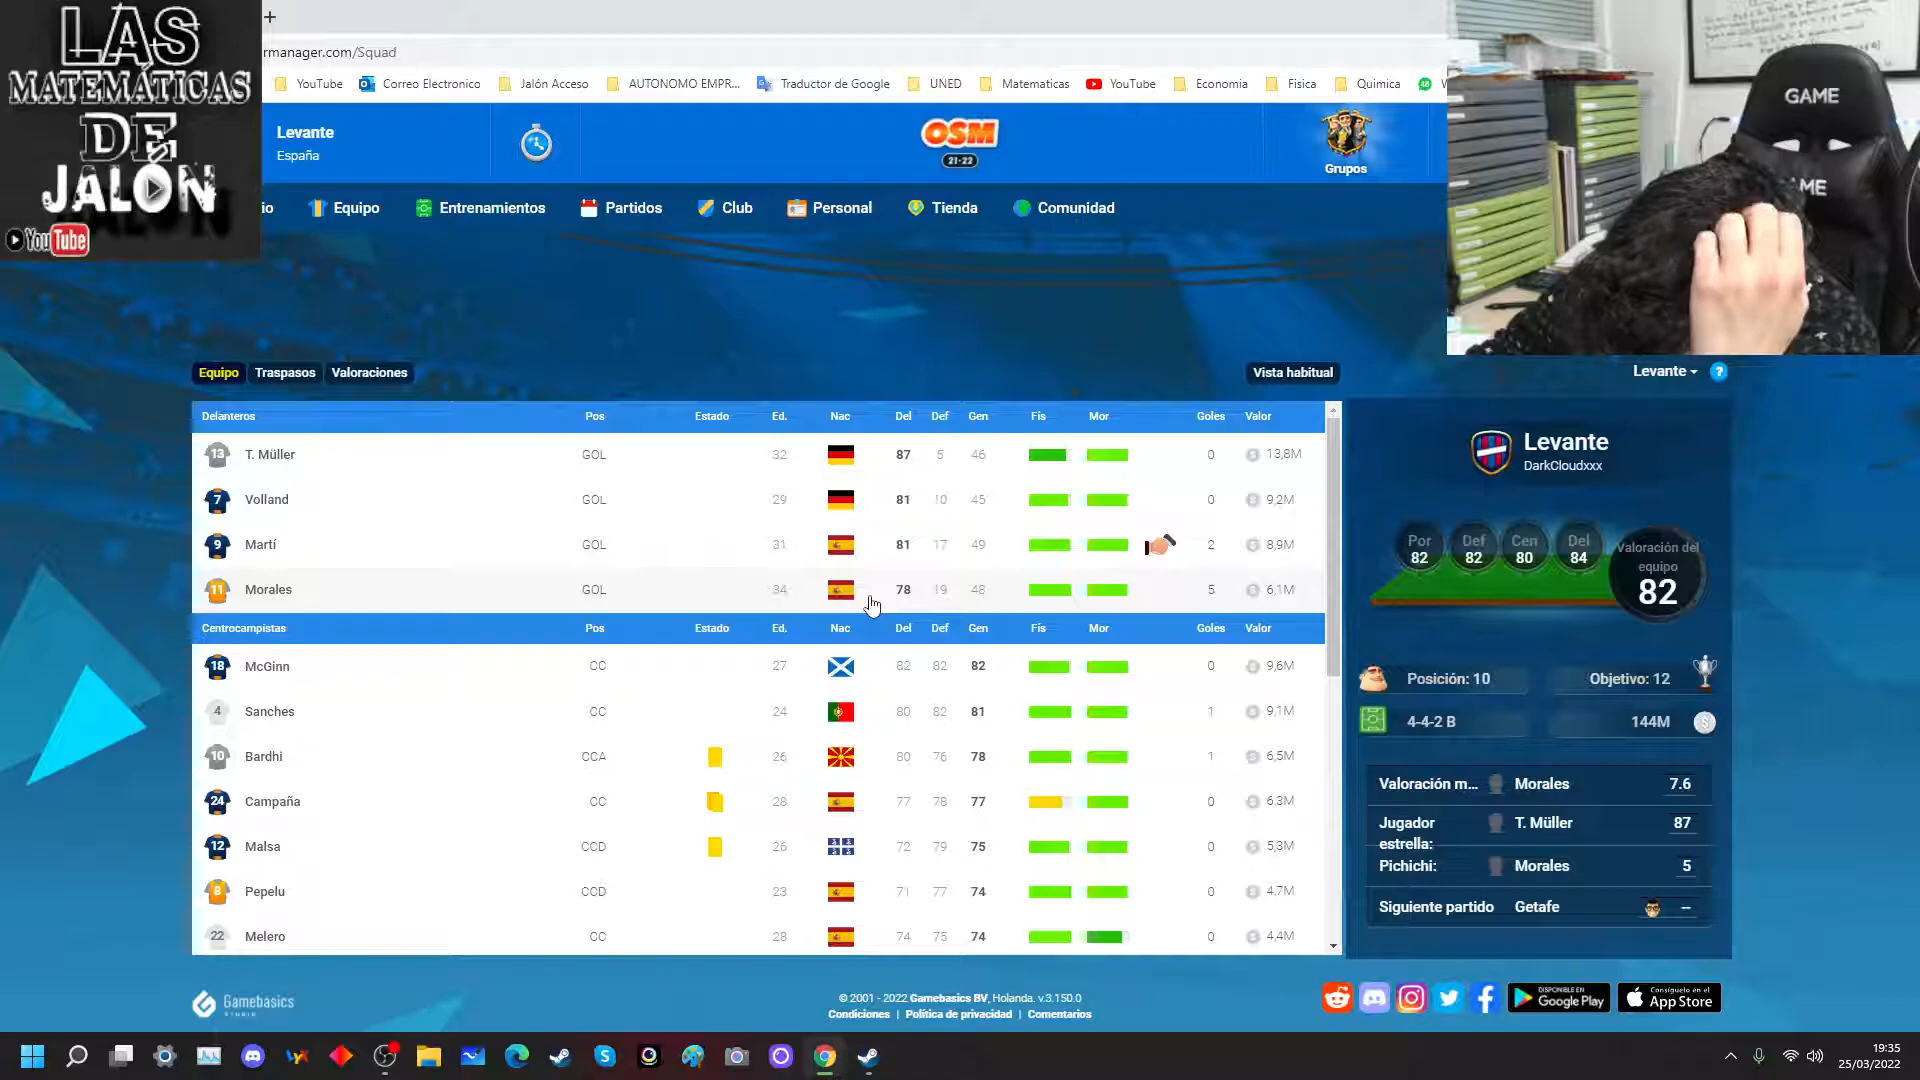 LAS
MATEMÁTICAS
DE
JALÓN
YouTube
rmanager.com/Squad
YouTube
Correo Electronico
Jalón Acceso
AUTONOMO EMPR...
Traductor de Google
UNED
Matematicas
YouTube
Economia
Fisica
Quimica
Levante
España
OSM
21-22
Grupos
GAME
io
Equipo
Entrenamientos
Partidos
Club
Personal
Tienda
Comunidad
Equipo
Traspasos
Valoraciones
Vista habitual
Levante
?
Delanteros Pos Estado Ed. Nac Del Def Gen Fís Mor Goles Valor
13 T. Müller GOL 32 87 5 46 0 13,8M
7 Volland GOL 29 81 10 45 0 9,2M
9 Martí GOL 31 81 17 49 2 8,9M
11 Morales GOL 34 78 19 48 5 6,1M
Centrocampistas Pos Estado Ed. Nac Del Def Gen Fís Mor Goles Valor
18 McGinn CC 27 82 82 82 0 9,6M
4 Sanches CC 24 80 82 81 1 9,1M
10 Bardhi CCA 26 80 76 78 1 6,5M
24 Campaña CC 28 77 78 77 0 6,3M
12 Malsa CCD 26 72 79 75 0 5,3M
8 Pepelu CCD 23 71 77 74 0 4,7M
22 Melero CC 28 74 75 74 0 4,4M
Levante
DarkCloudxxx
Por 82
Def 82
Cen 80
Del 84
Valoración del
equipo
82
Posición: 10
Objetivo: 12
4-4-2 B
144M
Valoración m... Morales 7.6
Jugador
estrella: T. Müller 87
Pichichi: Morales 5
Siguiente partido Getafe --
Gamebasics
STUDIO
© 2001 - 2022 Gamebasics BV, Holanda. v.3.150.0
Condiciones | Política de privacidad | Comentarios
DISPONIBLE EN
Google Play
Consíguelo en el
App Store
19:35
25/03/2022